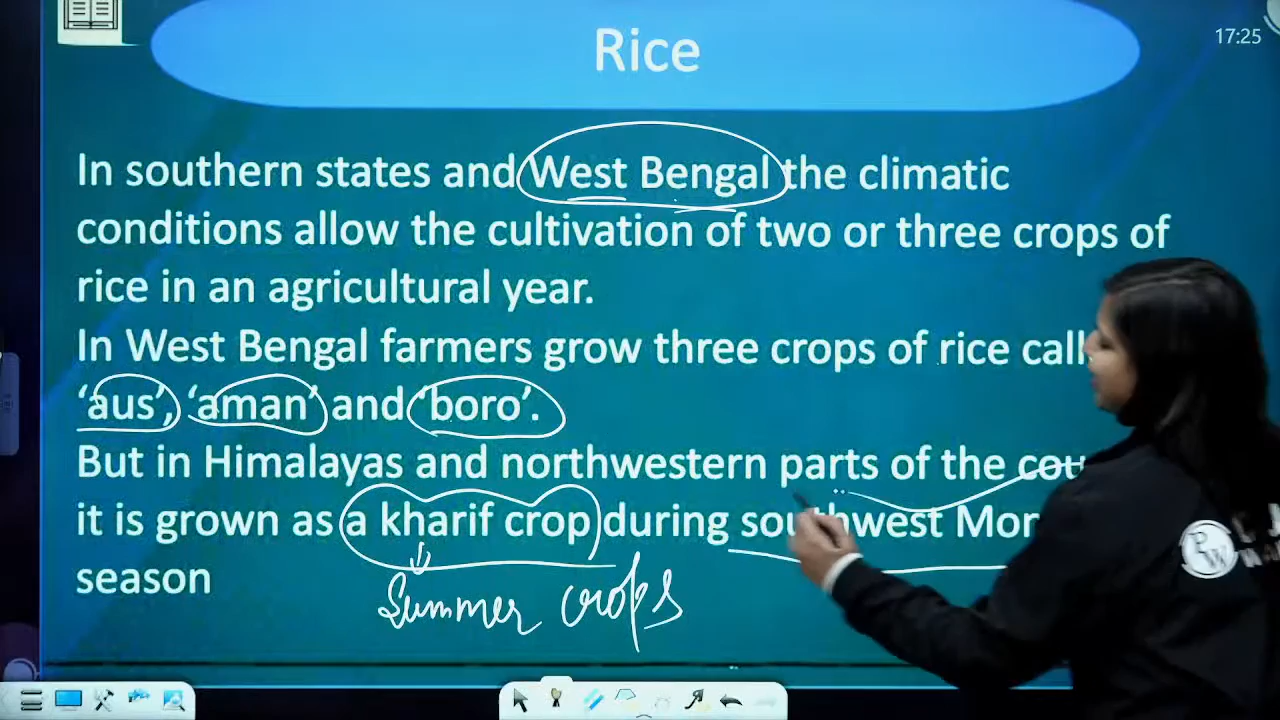 Rice
17:25
In southern states and West Bengal the climatic
conditions allow the cultivation of two or three crops of
rice in an agricultural year.
In West Bengal farmers grow three crops of rice
‘aus’, ‘aman’ and ‘boro’.
But in Himalayas and northwestern parts of the
it is grown as a kharif crop during southwest
season
Summer crops
PW